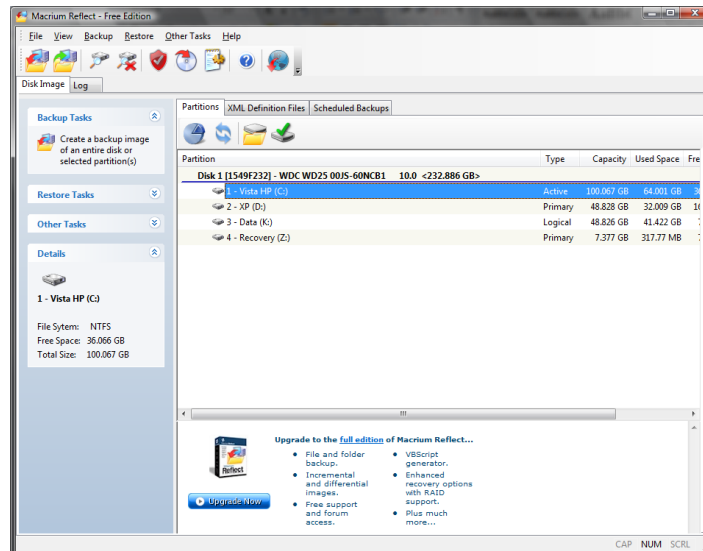 Macrium Reflect - Free Edition
File View Backup Restore Other Tasks Help
Disk Image Log
Backup Tasks
Create a backup image
of an entire disk or
selected partition(s)
Restore Tasks
Other Tasks
Details
1 - Vista HP (C:)
File Sytem: NTFS
Free Space: 36.066 GB
Total Size: 100.067 GB
Partitions XML Definition Files Scheduled Backups
Partition Type Capacity Used Space Fre
Disk 1 [1549F232] - WDC WD25 00JS-60NCB1 10.0 <232.886 GB>
1 - Vista HP (C:) Active 100.067 GB 64.001 GB 3
2 - XP (D:) Primary 48.828 GB 32.009 GB 16
3 - Data (K:) Logical 48.826 GB 41.422 GB 7
4 - Recovery (Z:) Primary 7.377 GB 317.77 MB 7
Reflect
Upgrade Now
Upgrade to the full edition of Macrium Reflect...
File and folder
backup.
Incremental
and differential
images.
Free support
and forum
access.
VBScript
generator.
Enhanced
recovery options
with RAID
support.
Plus much
more...
CAP NUM SCRL